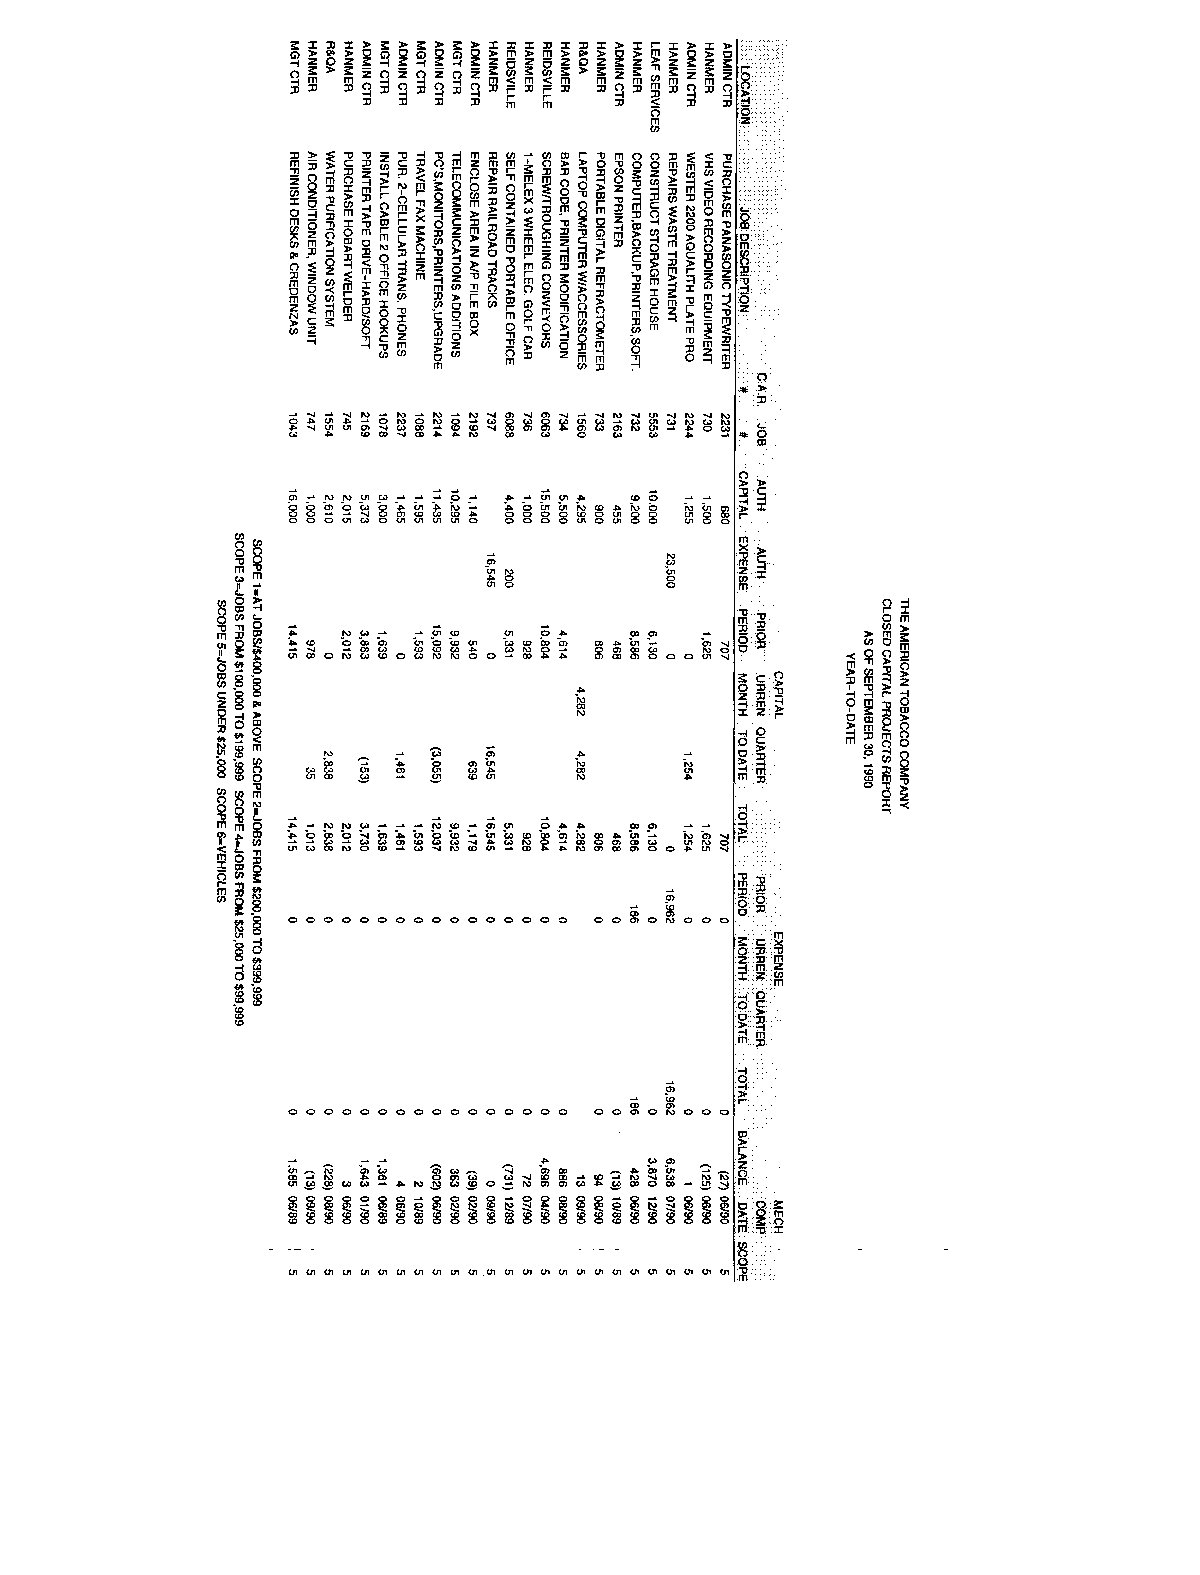 THE AMERICAN TOBACCO COMPANY
CLOSED CAPITAL PROJECTS REPORT
AS OF SEPTEMBER 30, 1990
YEAR-TO-DATE
CAPITAL EXPENSE MECH
C.A.R. JOB AUTH AUTH PRIOR URREN QUARTER PRIOR URREN QUARTER COMP
LOCATION JOB DESCRIPTION # # CAPITAL EXPENSE PERIOD MONTH TO DATE TOTAL PERIOD MONTH TO DATE TOTAL BALANCE DATE SCOPE
ADMIN CTR PURCHASE PANASONIC TYPEWRITER 2231 680 707 707 0 0 (27) 06/90 5
HANMER VHS VIDEO RECORDING EQUIPMENT 730 1,500 1,625 1,625 0 0 (125) 06/90 5
ADMIN CTR WESTER 2200 AQUALITH PLATE PRO 2244 1,255 0 1,254 1,254 0 0 1 06/90 5
HANMER REPAIRS WASTE TREATMENT 731 23,500 0 0 16,962 16,962 6,538 07/90 5
LEAF SERVICES CONSTRUCT STORAGE HOUSE 5553 10,000 6,130 6,130 0 0 3,870 12/90 5
HANMER COMPUTER,BACKUP,PRINTERS,SOFT. 732 9,200 8,586 8,586 186 186 428 06/90 5
ADMIN CTR EPSON PRINTER 2163 455 468 468 0 0 (13) 10/89 5
HANMER PORTABLE DIGITAL REFRACTOMETER 733 900 806 806 0 0 94 08/90 5
R&QA LAPTOP COMPUTER W/ACCESSORIES 1560 4,295 4,282 4,282 4,282 13 09/90 5
HANMER BAR CODE, PRINTER MODIFICATION 734 5,500 4,614 4,614 0 0 886 08/90 5
REIDSVILLE SCREW/TROUGHING CONVEYORS 6063 15,500 10,804 10,804 0 0 4,696 04/90 5
HANMER 1-MELEX 3 WHEEL ELEC. GOLF CAR 736 1,000 928 928 0 0 72 07/90 5
REIDSVILLE SELF CONTAINED PORTABLE OFFICE 6088 4,400 200 5,331 5,331 0 0 (731) 12/89 5
HANMER REPAIR RAILROAD TRACKS 737 16,545 0 16,545 16,545 0 0 0 09/90 5
ADMIN CTR ENCLOSE AREA IN A/P FILE BOX 2192 1,140 540 639 1,179 0 0 (39) 02/90 5
MGT CTR TELECOMMUNICATIONS ADDITIONS 1094 10,295 9,932 9,932 0 0 363 02/90 5
ADMIN CTR PC'S,MONITORS,PRINTERS,UPGRADE 2214 11,435 15,092 (3,055) 12,037 0 0 (602) 06/90 5
MGT CTR TRAVEL FAX MACHINE 1088 1,595 1,593 1,593 0 0 2 10/89 5
ADMIN CTR PUR. 2-CELLULAR TRANS. PHONES 2237 1,465 0 1,461 1,461 0 0 4 06/90 5
MGT CTR INSTALL CABLE 2 OFFICE HOOKUPS 1078 3,000 1,639 1,639 0 0 1,361 06/89 5
ADMIN CTR PRINTER TAPE DRIVE-HARD/SOFT 2169 5,373 3,883 (153) 3,730 0 0 1,643 01/90 5
HANMER PURCHASE HOBART WELDER 745 2,015 2,012 2,012 0 0 3 06/90 5
R&QA WATER PURIFICATION SYSTEM 1554 2,610 0 2,838 2,838 0 0 (228) 08/90 5
HANMER AIR CONDITIONER, WINDOW UNIT 747 1,000 978 35 1,013 0 0 (13) 09/90 5
MGT CTR REFINISH DESKS & CREDENZAS 1043 16,000 14,415 14,415 0 0 1,585 06/89 5
SCOPE 1=AT JOBS/$400,000 & ABOVE SCOPE 2=JOBS FROM $200,000 TO $399,999
SCOPE 3=JOBS FROM $100,000 TO $199,999 SCOPE 4=JOBS FROM $25,000 TO $99,999
SCOPE 5=JOBS UNDER $25,000 SCOPE 6=VEHICLES